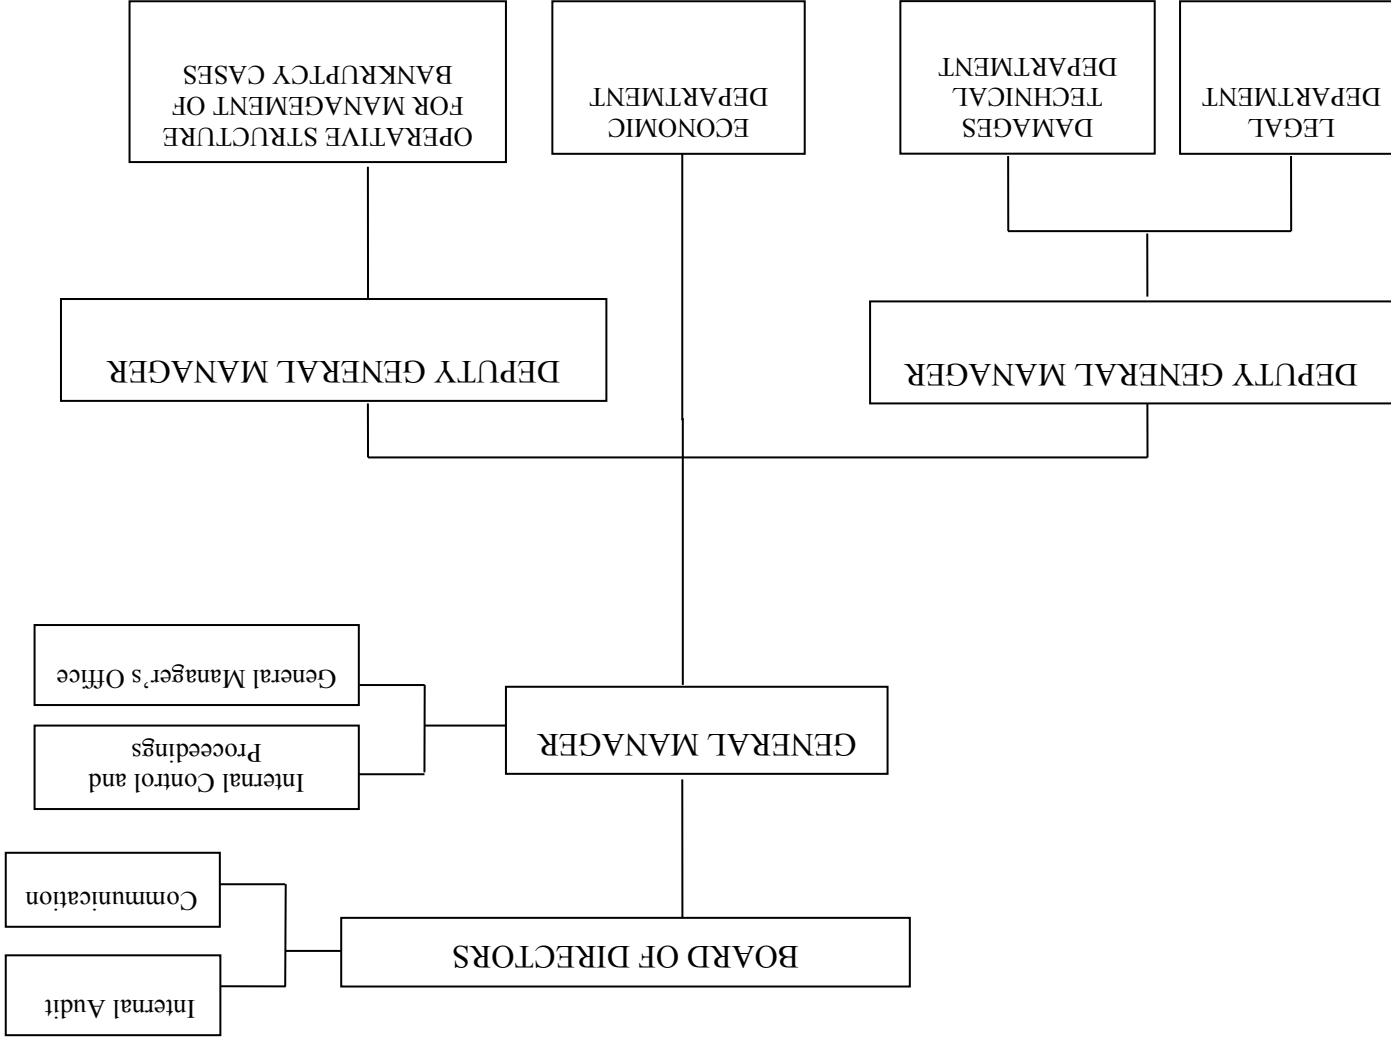 Internal Audit
BOARD OF DIRECTORS
Communication
Internal Control and
Proceedings
GENERAL MANAGER
General Manager’s Office
DEPUTY GENERAL MANAGER
DEPUTY GENERAL MANAGER
LEGAL
DEPARTMENT
DAMAGES
TECHNICAL
DEPARTMENT
ECONOMIC
DEPARTMENT
OPERATIVE STRUCTURE
FOR MANAGEMENT OF
BANKRUPTCY CASES